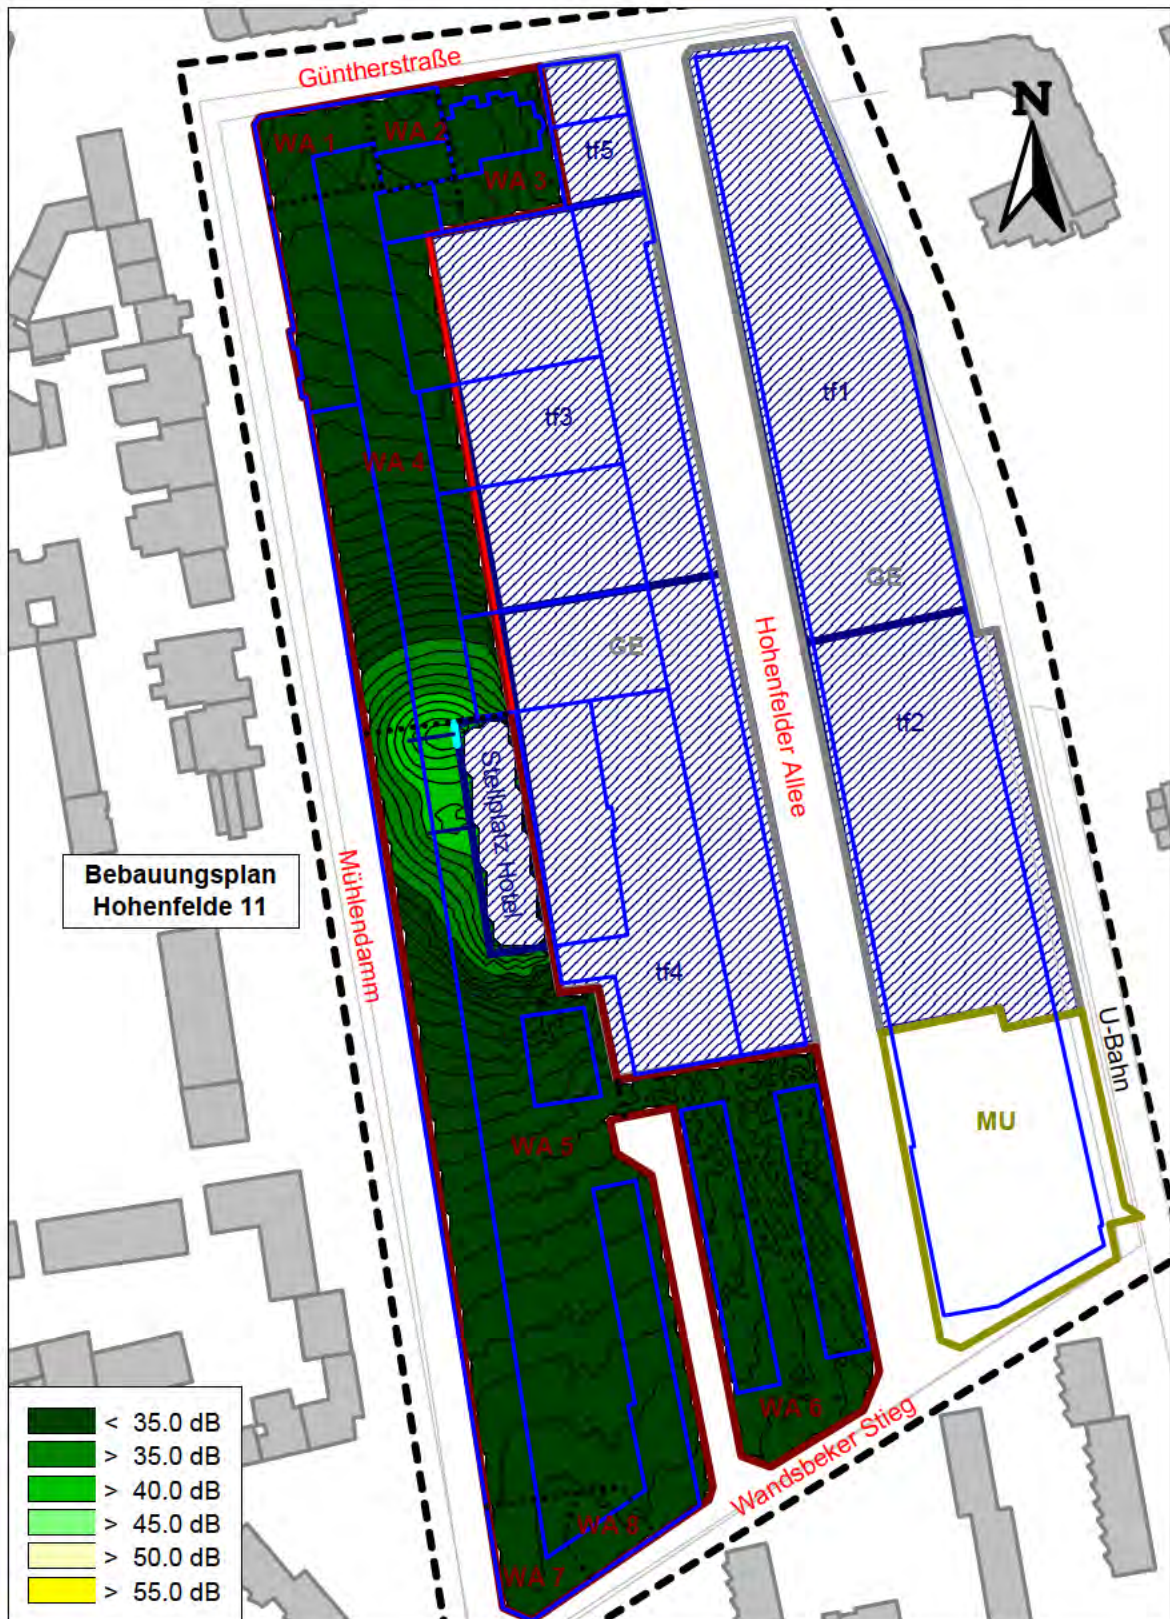 Güntherstraße
N
WA 1
WA 2
WA 3
tf5
tf1
tf3
WA 4
GE
GE
Hohenfelder Allee
tf2
Stellplatz Hotel
Bebauungsplan
Hohenfelde 11
Mühlendamm
tf4
U-Bahn
MU
WA 5
WA 6
Wandsbeker Stieg
WA 8
WA 7
< 35.0 dB
> 35.0 dB
> 40.0 dB
> 45.0 dB
> 50.0 dB
> 55.0 dB